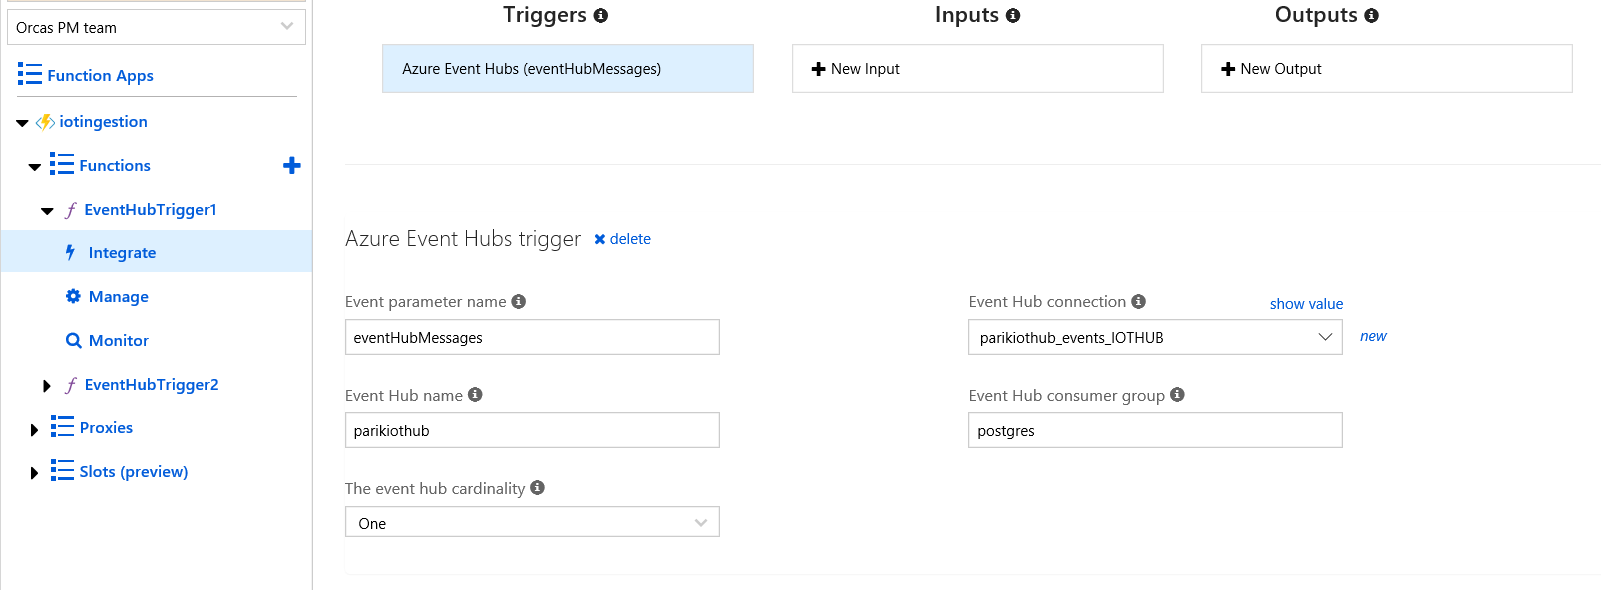 Orcas PM team
Function Apps
iotingestion
Functions
EventHubTrigger1
Integrate
Manage
Monitor
EventHubTrigger2
Proxies
Slots (preview)
Triggers Inputs Outputs
Azure Event Hubs (eventHubMessages) New Input New Output
Azure Event Hubs trigger delete
Event parameter name Event Hub connection show value
eventHubMessages parikiothub_events_IOTHUB new
Event Hub name Event Hub consumer group
parikiothub postgres
The event hub cardinality
One